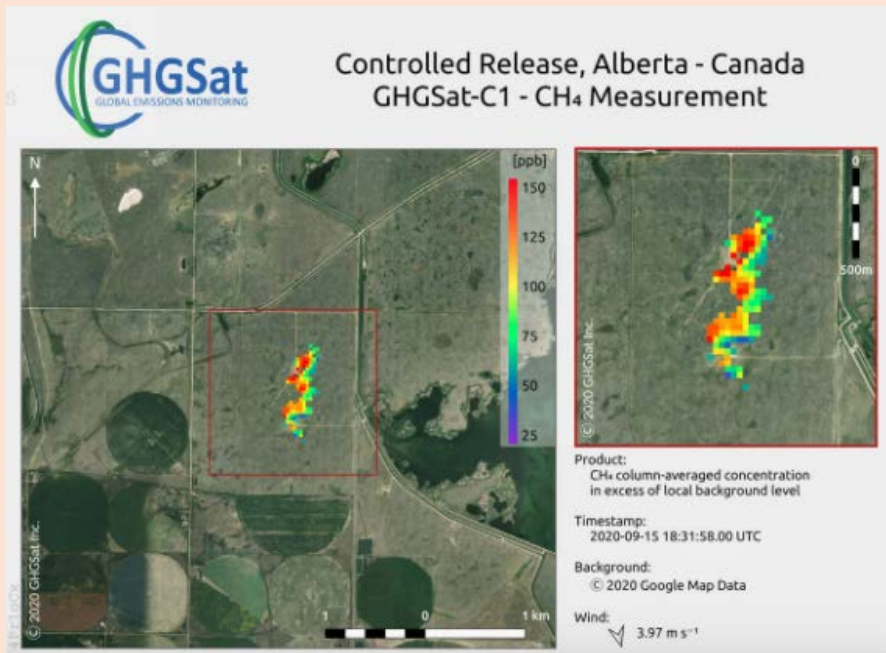 GHGSat
GLOBAL EMISSIONS MONITORING
Controlled Release, Alberta - Canada
GHGSat-C1 - CH₄ Measurement
N
[ppb]
150
125
100
75
50
25
1 0 1 km
© 2020 GHGSat Inc.
0
500m
© 2020 GHGSat Inc.
Product:
CH₄ column-averaged concentration
in excess of local background level
Timestamp:
2020-09-15 18:31:58.00 UTC
Background:
© 2020 Google Map Data
Wind:
3.97 m s⁻¹